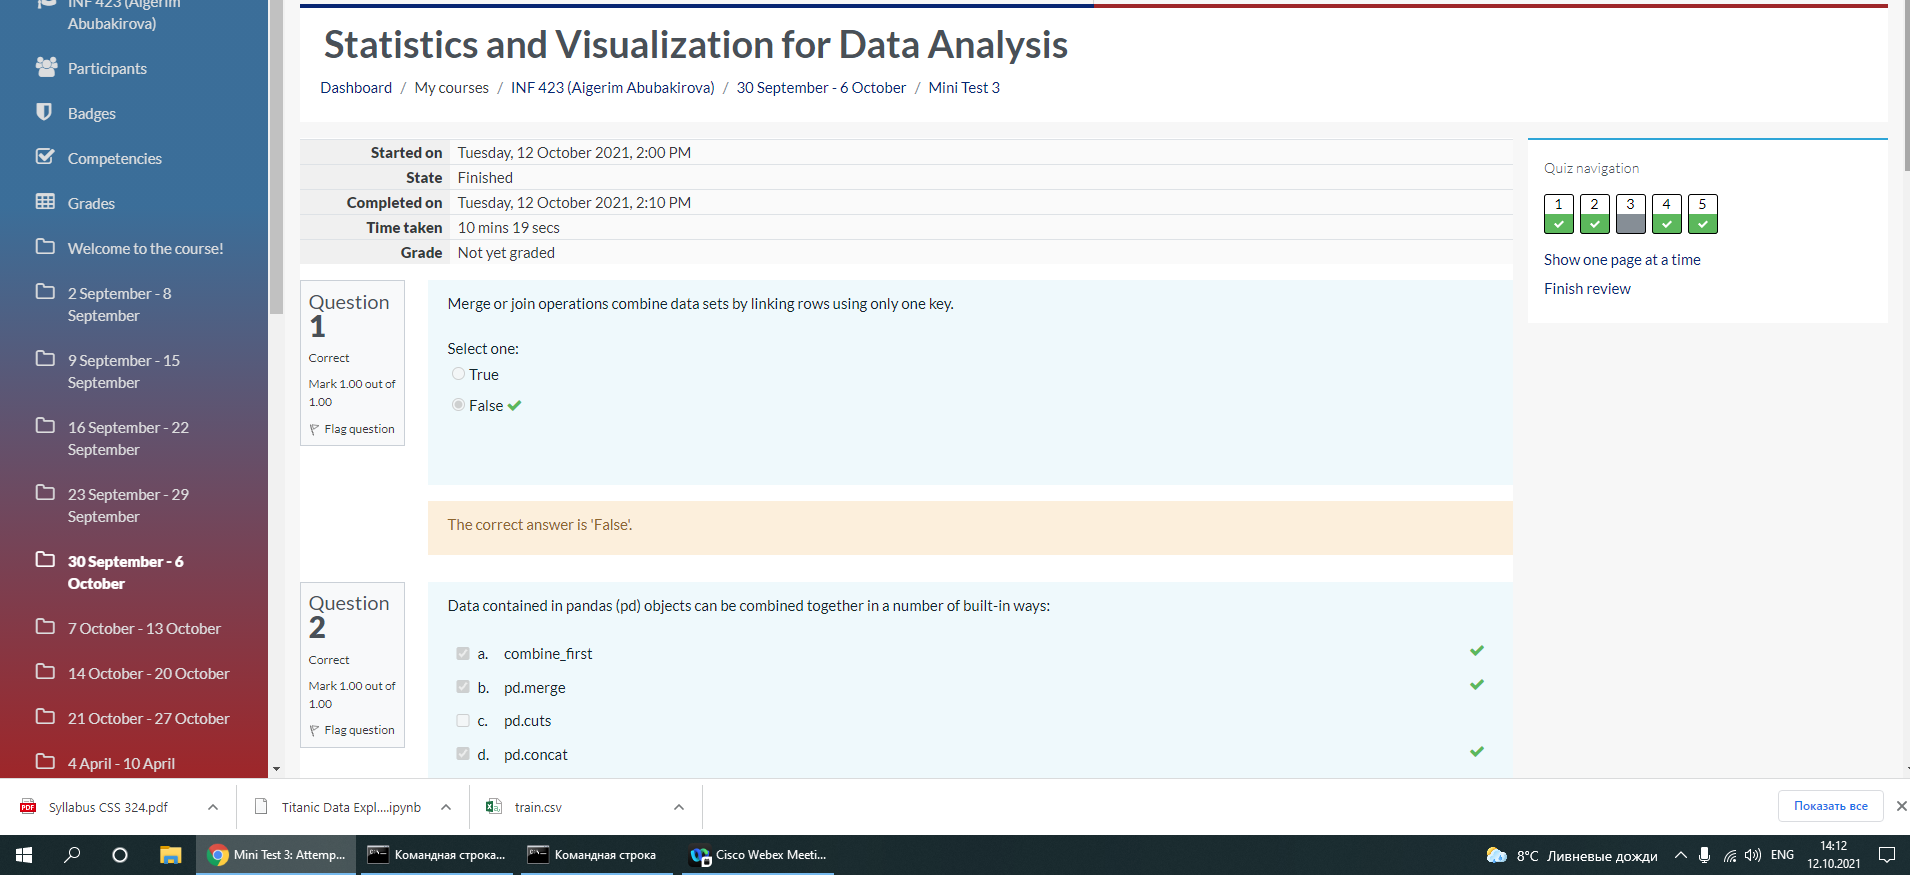 INF 423 (Aigerim
Abubakirova)
Participants
Badges
Competencies
Grades
Welcome to the course!
2 September - 8
September
9 September - 15
September
16 September - 22
September
23 September - 29
September
30 September - 6
October
7 October - 13 October
14 October - 20 October
21 October - 27 October
4 April - 10 April
Statistics and Visualization for Data Analysis
Dashboard / My courses / INF 423 (Aigerim Abubakirova) / 30 September - 6 October / Mini Test 3
Started on Tuesday, 12 October 2021, 2:00 PM
State Finished
Completed on Tuesday, 12 October 2021, 2:10 PM
Time taken 10 mins 19 secs
Grade Not yet graded
Question
1
Correct
Mark 1.00 out of
1.00
Flag question
Merge or join operations combine data sets by linking rows using only one key.
Select one:
True
False
The correct answer is 'False'.
Question
2
Correct
Mark 1.00 out of
1.00
Flag question
Data contained in pandas (pd) objects can be combined together in a number of built-in ways:
a. combine_first
b. pd.merge
c. pd.cuts
d. pd.concat
Quiz navigation
1 2 3 4 5
Show one page at a time
Finish review
Syllabus CSS 324.pdf
Titanic Data Expl....ipynb
train.csv
Показать все
Mini Test 3: Attemp...
Командная строка...
Командная строка
Cisco Webex Meeti...
8°C Ливневые дожди
ENG
14:12
12.10.2021